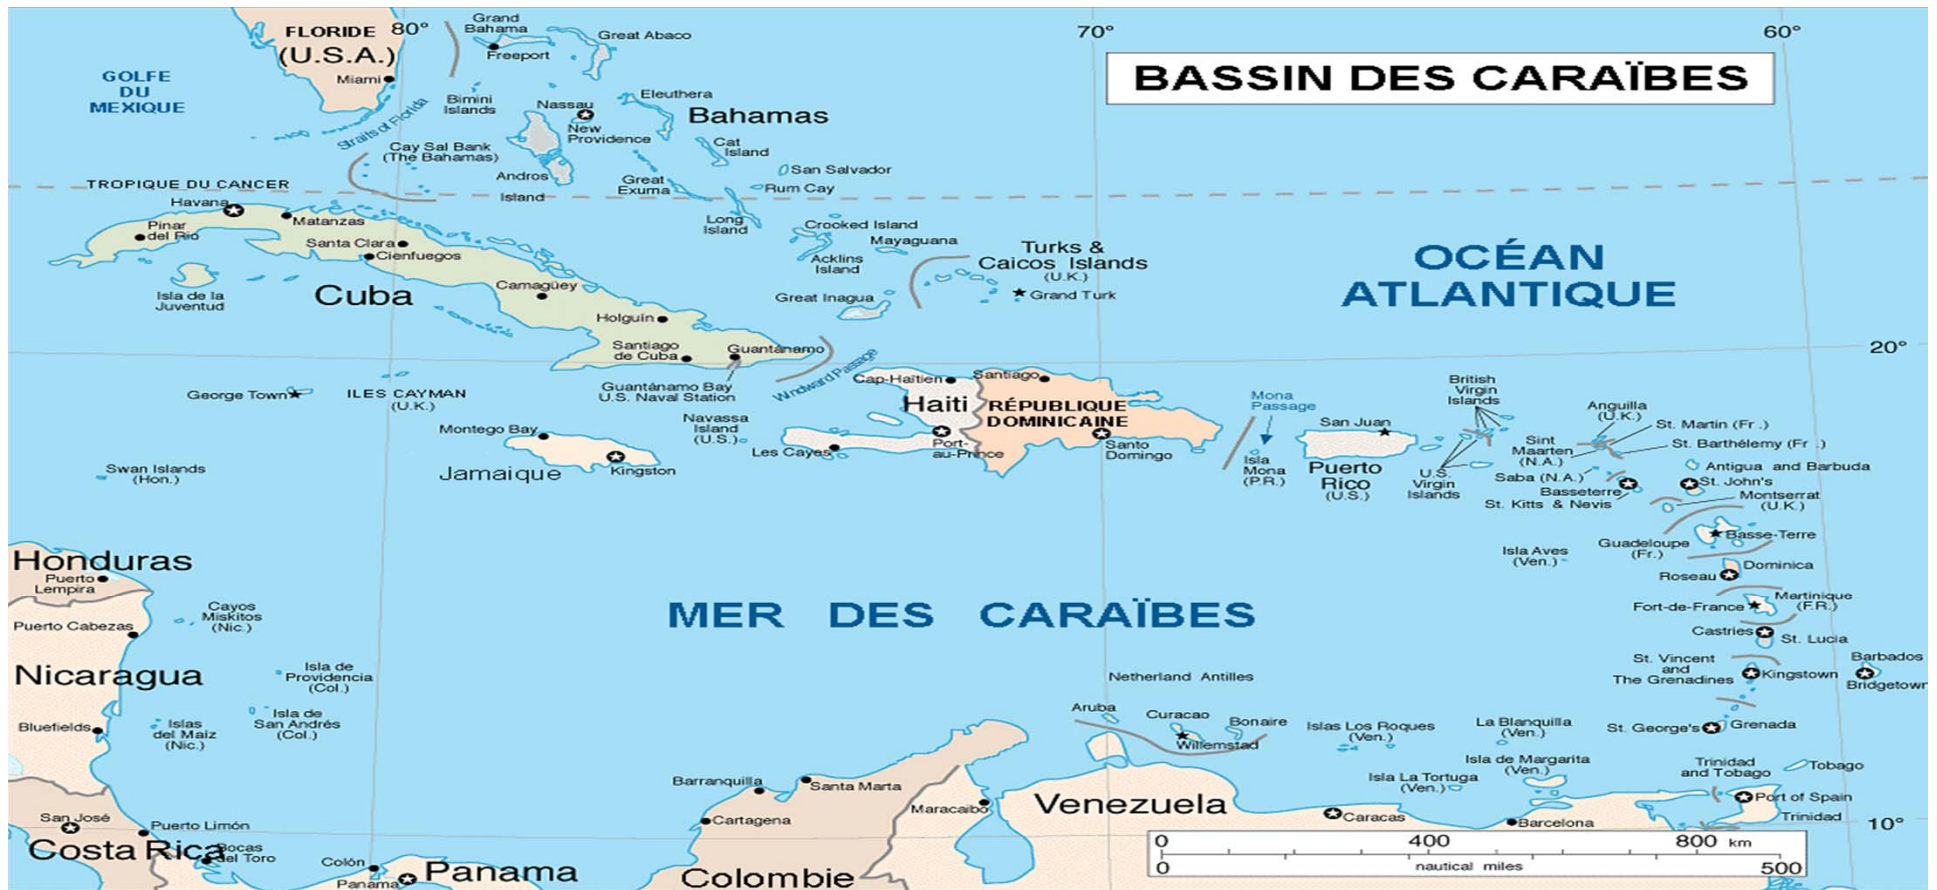 FLORIDE
(U.S.A.)
80°
70°
60°
BASSIN DES CARAÏBES
GOLFE
DU
MEXIQUE
Miami
Straits of Florida
Grand
Bahama
Freeport
Great Abaco
Bimini
Islands
Nassau
New
Providence
Eleuthera
Bahamas
Cat
Island
Cay Sal Bank
(The Bahamas)
Andros
Island
Great
Exuma
San Salvador
Rum Cay
TROPIQUE DU CANCER
Long
Island
Crooked Island
Mayaguana
Acklins
Island
Great Inagua
Turks &
Caicos Islands
(U.K.)
Grand Turk
OCÉAN
ATLANTIQUE
Havana
Matanzas
Pinar
del Rio
Santa Clara
Cienfuegos
Isla de la
Juventud
Cuba
Camagüey
Holguín
Santiago
de Cuba
Guantánamo
Guantánamo Bay
U.S. Naval Station
Windward Passage
20°
George Town
ILES CAYMAN
(U.K.)
Navassa
Island
(U.S.)
Montego Bay
Kingston
Jamaique
Swan Islands
(Hon.)
Cap-Haïtien
Haiti
Les Cayes
Port-
au-Prince
Santiago
RÉPUBLIQUE
DOMINICAINE
Santo
Domingo
Mona
Passage
Isla
Mona
(P.R.)
San Juan
Puerto
Rico
(U.S.)
British
Virgin
Islands
U.S.
Virgin
Islands
Anguilla
(U.K.)
St. Martin (Fr .)
St. Barthélemy (Fr .)
Sint
Maarten
(N.A.)
Saba (N.A.)
Antigua and Barbuda
St. John's
Basseterre
St. Kitts & Nevis
Montserrat
(U.K.)
Guadeloupe
(Fr.)
Basse-Terre
Isla Aves
(Ven.)
Roseau
Dominica
Martinique
(F.R.)
Fort-de-France
Castries
St. Lucia
St. Vincent
and
The Grenadines
Kingstown
Barbados
Bridgetown
St. George's
Grenada
MER DES CARAÏBES
Honduras
Puerto
Lempira
Cayos
Miskitos
(Nic.)
Puerto Cabezas
Nicaragua
Isla de
Providencia
(Col.)
Isla de
San Andrés
(Col.)
Islas
del Maíz
(Nic.)
Bluefields
Netherland Antilles
Aruba
Curacao
Bonaire
Willemstad
Islas Los Roques
(Ven.)
La Blanquilla
(Ven.)
Isla de Margarita
(Ven.)
Isla La Tortuga
(Ven.)
Trinidad
and Tobago
Tobago
Port of Spain
Trinidad
10°
San José
Puerto Limón
Costa Rica
Bocas
del Toro
Colón
Panama
Panama
Barranquilla
Santa Marta
Cartagena
Colombie
Maracaibo
Venezuela
Caracas
Barcelona
0 400 800 km
nautical miles
0 500